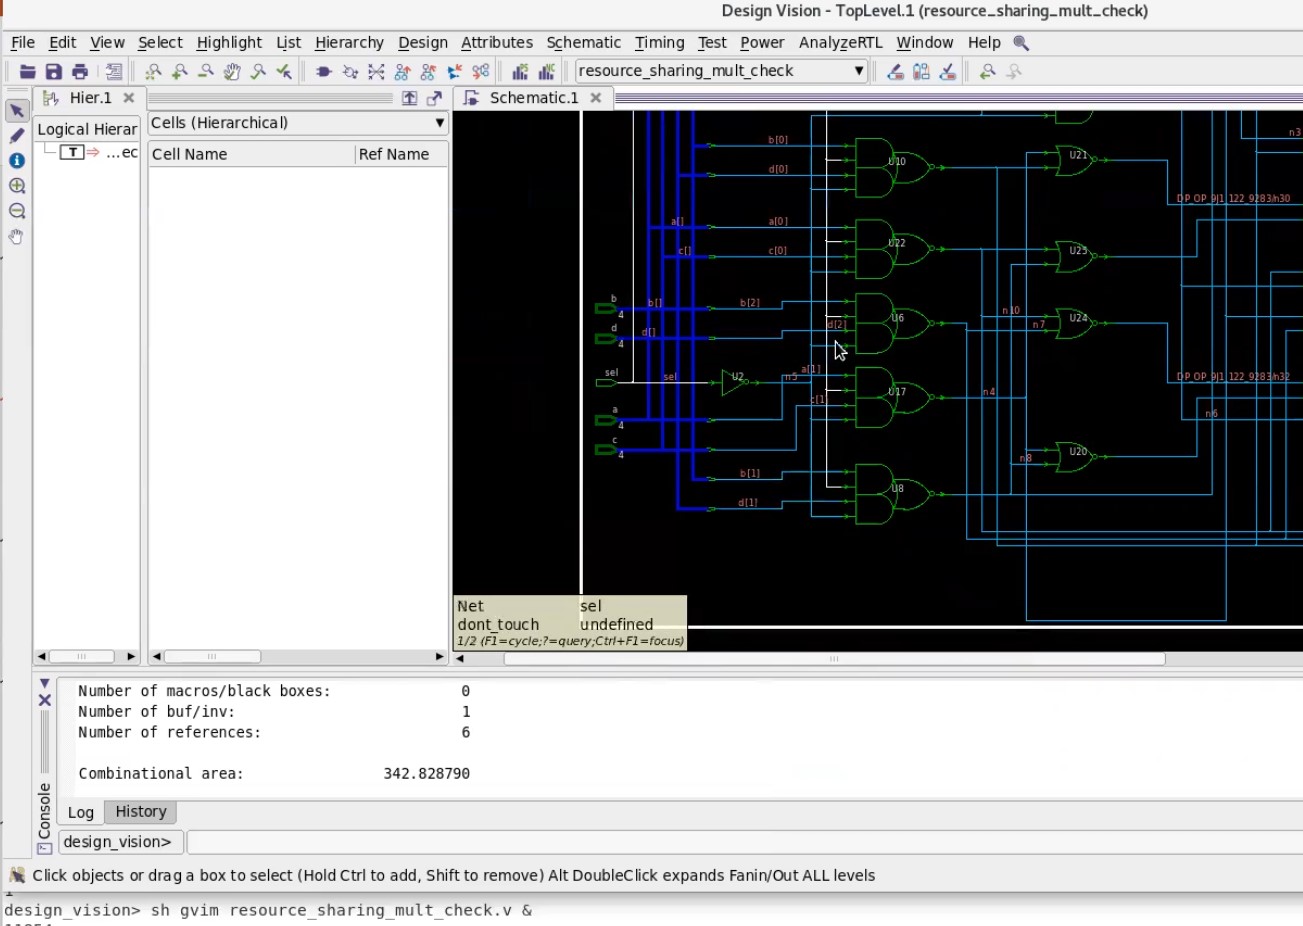 Design Vision - TopLevel.1 (resource_sharing_mult_check)
File Edit View Select Highlight List Hierarchy Design Attributes Schematic Timing Test Power AnalyzeRTL Window Help
resource_sharing_mult_check
Hier.1
Schematic.1
Logical Hierar
T ...ec
Cells (Hierarchical)
Cell Name Ref Name
b[0]
d[0]
U10
U21
n3
DP_OP_9J1_122_9283/n30
a[] a[0]
c[] c[0]
U22
U25
b 4 b[] b[2]
d 4 d[] d[2]
U6
n10 n7
U24
sel sel U2 n5
a[1]
DP_OP_9J1_122_9283/n32
a 4
c[1]
U17
n4
n6
c 4
b[1]
d[1]
U8
n8
U20
Net sel
dont_touch undefined
1/2 (F1=cycle;?=query;Ctrl+F1=focus)
Number of macros/black boxes: 0
Number of buf/inv: 1
Number of references: 6
Combinational area: 342.828790
Console
Log History
design_vision>
Click objects or drag a box to select (Hold Ctrl to add, Shift to remove) Alt DoubleClick expands Fanin/Out ALL levels
design_vision> sh gvim resource_sharing_mult_check.v &